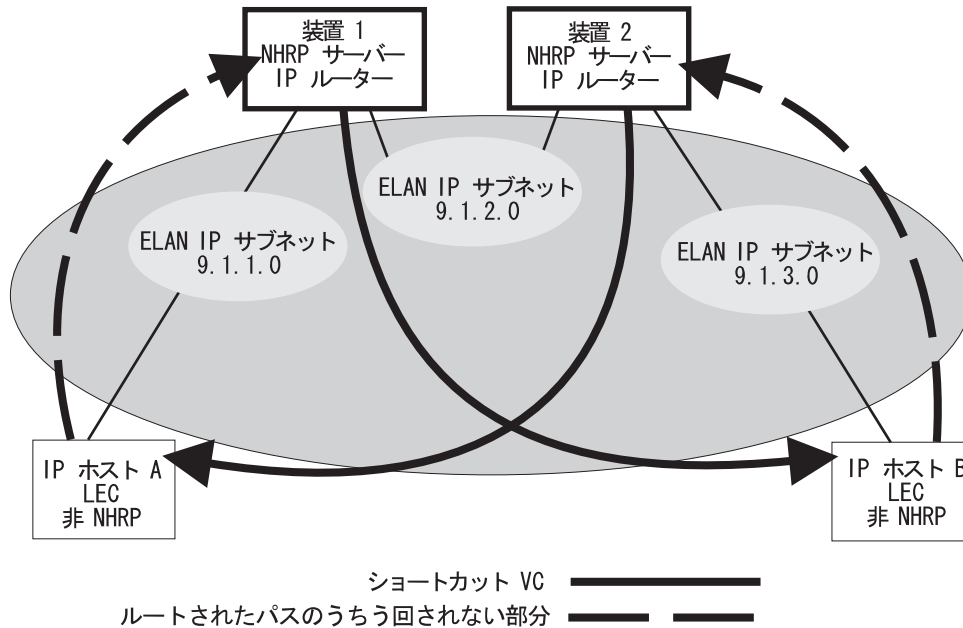 装置 1
NHRP サーバー
IP ルーター
装置 2
NHRP サーバー
IP ルーター
ELAN IP サブネット
9.1.2.0
ELAN IP サブネット
9.1.1.0
ELAN IP サブネット
9.1.3.0
IP ホスト A
LEC
非 NHRP
IP ホスト B
LEC
非 NHRP
ショートカット VC
ルートされたパスのうちう回されない部分